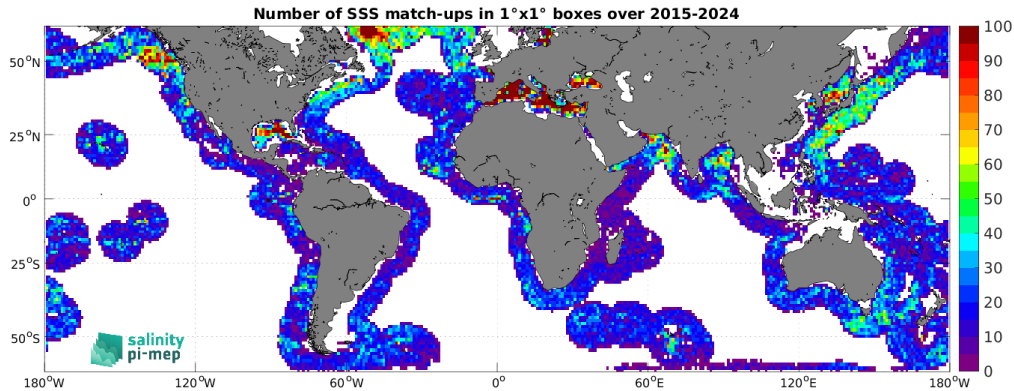 Number of SSS match-ups in 1°x1° boxes over 2015-2024
50°N
25°N
0°
25°S
50°S
180°W
120°W
60°W
0°
60°E
120°E
180°W
100
90
80
70
60
50
40
30
20
10
0
salinity
pi-mep